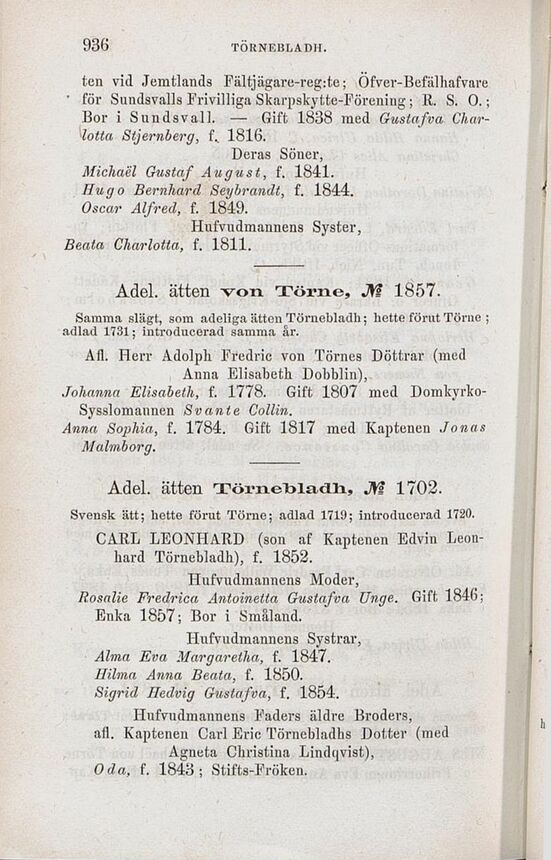 936
TÖRNEBLADH.
ten vid Jemtlands Fältjägare-reg:te; Öfver-Befälhafvare
för Sundsvalls Frivilliga Skarpskytte-Förening; R. S. O.;
Bor i Sundsvall. — Gift 1838 med Gustafva Char-
lotta Stjernberg, f. 1816.
Deras Söner,
Michaël Gustaf August, f. 1841.
Hugo Bernhard Seybrandt, f. 1844.
Oscar Alfred, f. 1849.
Hufvudmannens Syster,
Beata Charlotta, f. 1811.
Adel. ätten von Törne, № 1857.
Samma slägt, som adeliga ätten Törnebladh; hette förut Törne;
adlad 1731; introducerad samma år.
Afl. Herr Adolph Fredric von Törnes Döttrar (med
Anna Elisabeth Dobblin),
Johanna Elisabeth, f. 1778. Gift 1807 med Domkyrko-
Sysslomannen Svante Collin.
Anna Sophia, f. 1784. Gift 1817 med Kaptenen Jonas
Malmborg.
Adel. ätten Törnebladh, № 1702.
Svensk ätt; hette förut Törne; adlad 1719; introducerad 1720.
CARL LEONHARD (son af Kaptenen Edvin Leon-
hard Törnebladh), f. 1852.
Hufvudmannens Moder,
Rosalie Fredrica Antoinetta Gustafva Unge. Gift 1846;
Enka 1857; Bor i Småland.
Hufvudmannens Systrar,
Alma Eva Margaretha, f. 1847.
Hilma Anna Beata, f. 1850.
Sigrid Hedvig Gustafva, f. 1854.
Hufvudmannens Faders äldre Broders,
afl. Kaptenen Carl Eric Törnebladhs Dotter (med
Agneta Christina Lindqvist),
Oda, f. 1843; Stifts-Fröken.